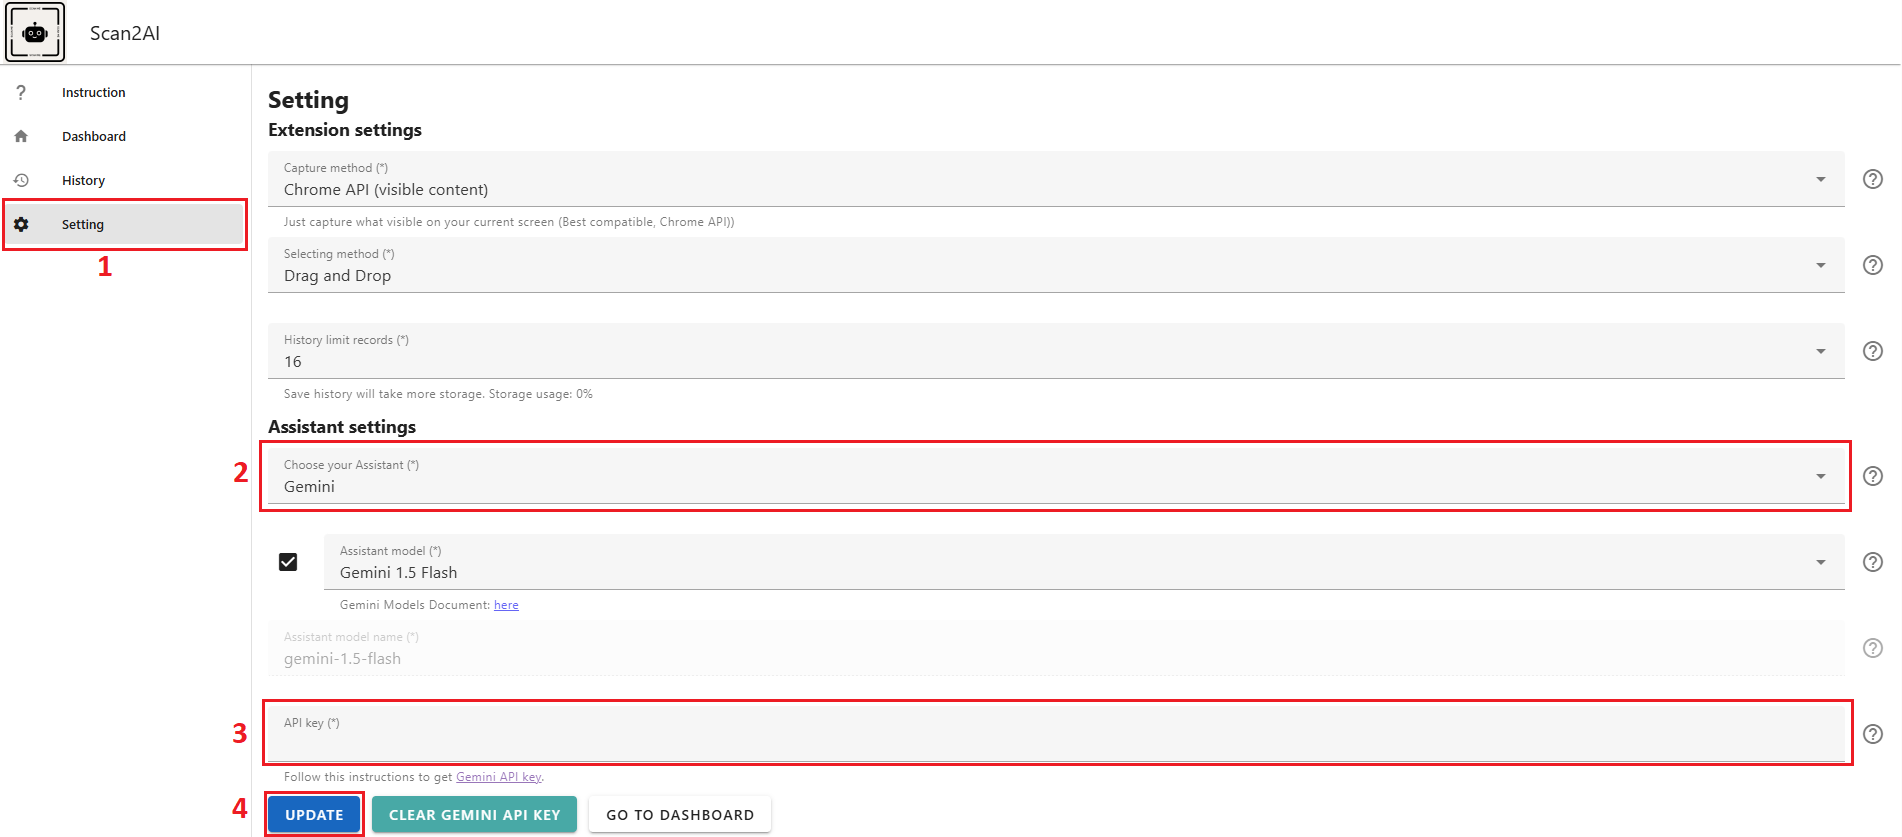 Scan2AI
Instruction
Dashboard
History
Setting
1
Setting
Extension settings
Capture method (*)
Chrome API (visible content)
Just capture what visible on your current screen (Best compatible, Chrome API))
Selecting method (*)
Drag and Drop
History limit records (*)
16
Save history will take more storage. Storage usage: 0%
Assistant settings
2
Choose your Assistant (*)
Gemini
Assistant model (*)
Gemini 1.5 Flash
Gemini Models Document: here
Assistant model name (*)
gemini-1.5-flash
3
API key (*)
Follow this instructions to get Gemini API key.
4
UPDATE CLEAR GEMINI API KEY GO TO DASHBOARD